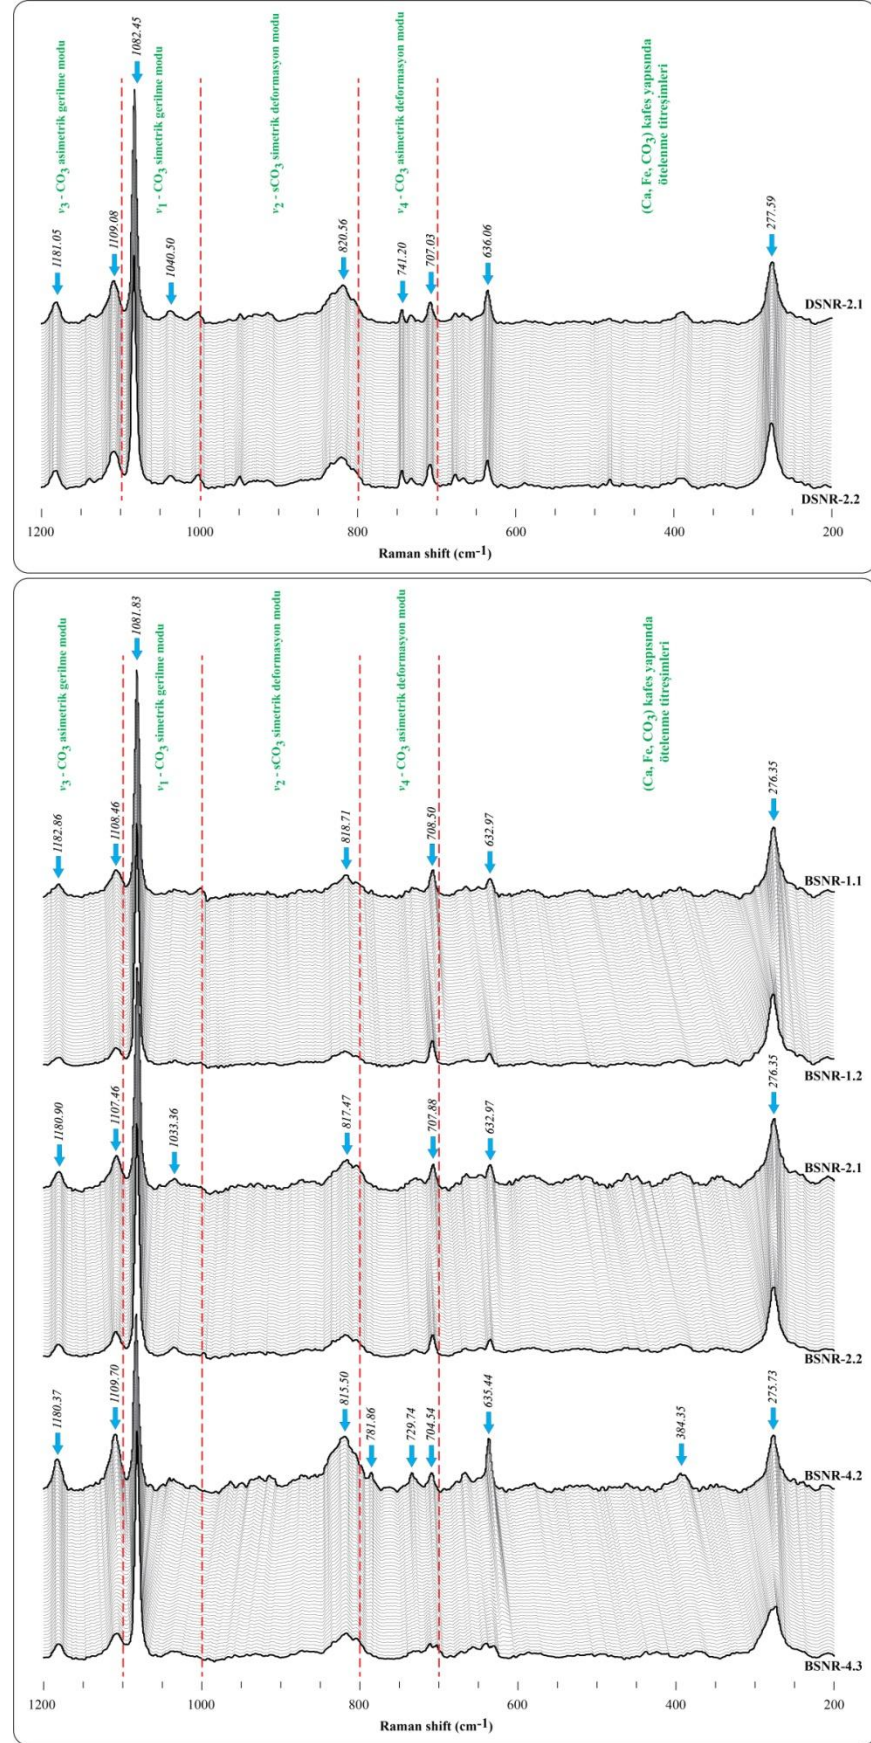 ν3 - CO3 asimetrik gerilme modu
ν1 - CO3 simetrik gerilme modu
ν2 - sCO3 simetrik deformasyon modu
ν4 - CO3 asimetrik deformasyon modu
(Ca, Fe, CO3) kafes yapısında
ötelenme titreşimleri
1181.05
1109.08
1082.45
1040.50
820.56
741.20
707.03
636.06
277.59
DSNR-2.1
DSNR-2.2
1200
1000
800
600
400
200
Raman shift (cm-1)
ν3 - CO3 asimetrik gerilme modu
ν1 - CO3 simetrik gerilme modu
ν2 - sCO3 simetrik deformasyon modu
ν4 - CO3 asimetrik deformasyon modu
(Ca, Fe, CO3) kafes yapısında
ötelenme titreşimleri
1182.86
1108.46
1081.83
818.71
708.50
632.97
276.35
BSNR-1.1
BSNR-1.2
1180.90
1107.46
1033.36
817.47
707.88
632.97
276.35
BSNR-2.1
BSNR-2.2
1180.37
1109.70
815.50
781.86
729.74
704.54
635.44
384.35
275.73
BSNR-4.2
BSNR-4.3
1200
1000
800
600
400
200
Raman shift (cm-1)